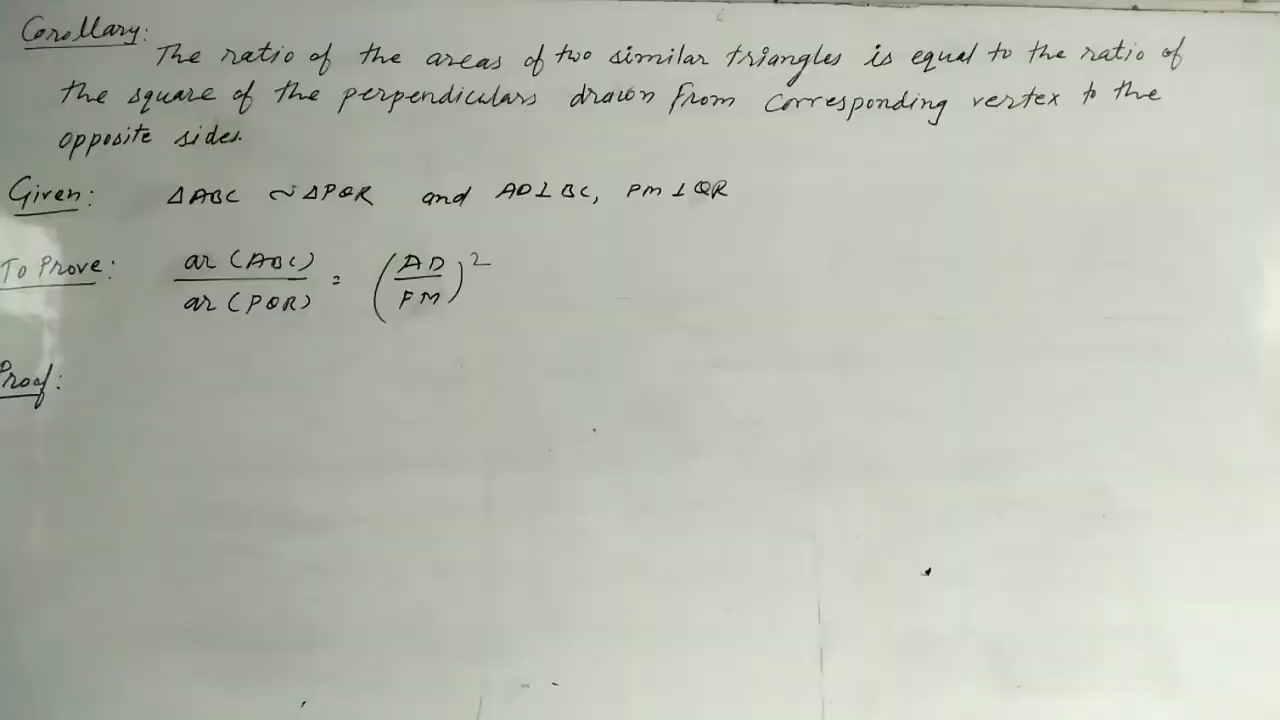 Corollary:
The ratio of the areas of two similar triangles is equal to the ratio of
the square of the perpendiculars drawn from corresponding vertex to the
opposite sides.
Given: ΔABC ~ ΔPQR and AD⊥BC, PM⊥QR
To Prove: ar(ABC)/ar(PQR) = (AD/PM)²
Proof: